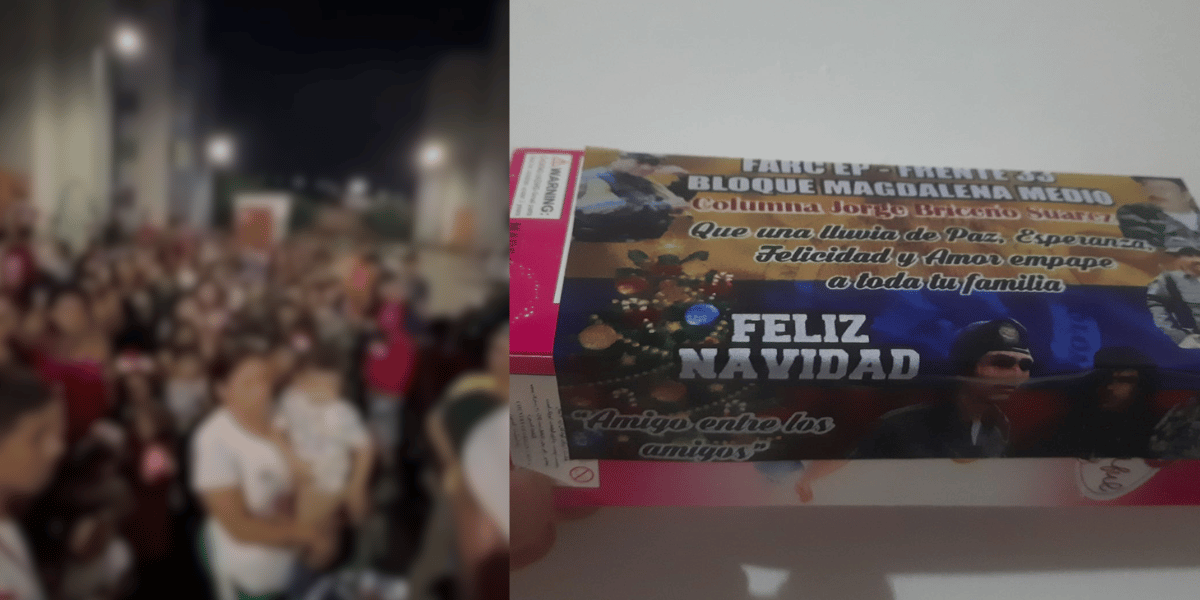 WARNING:
FARC EP - FRENTE 33
BLOQUE MAGDALENA MEDIO
Columna Jorge Briceño Suarez
Que una lluvia de Paz, Esperanza,
Felicidad y Amor empape
a toda tu familia
FELIZ
NAVIDAD
"Amigo entre los
amigos"